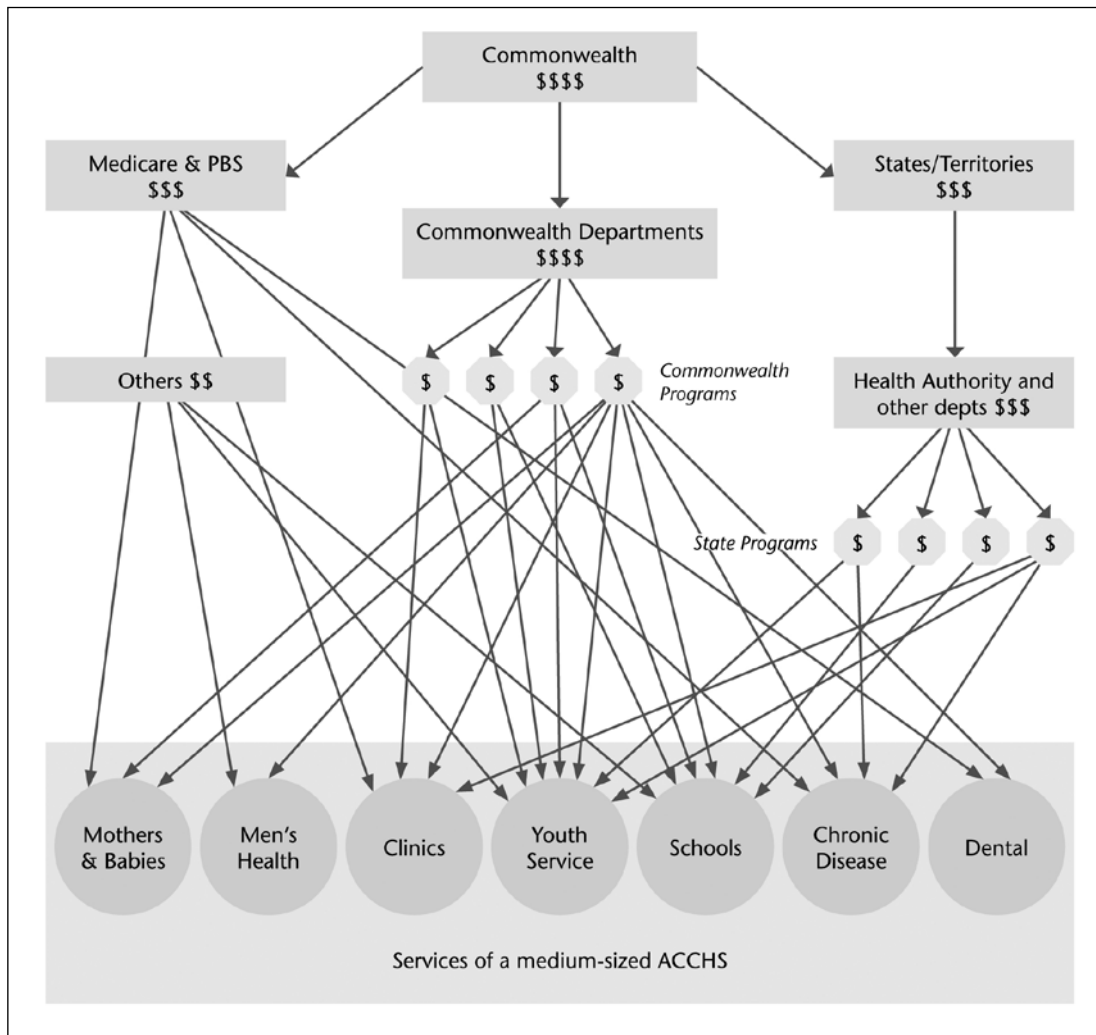 Commonwealth
$$$$
Medicare & PBS
$$$
States/Territories
$$$
Commonwealth Departments
$$$$
Others $$
$
$
$
$
Commonwealth
Programs
Health Authority and
other depts $$$
State Programs
$
$
$
$
Mothers
& Babies
Men's
Health
Clinics
Youth
Service
Schools
Chronic
Disease
Dental
Services of a medium-sized ACCHS